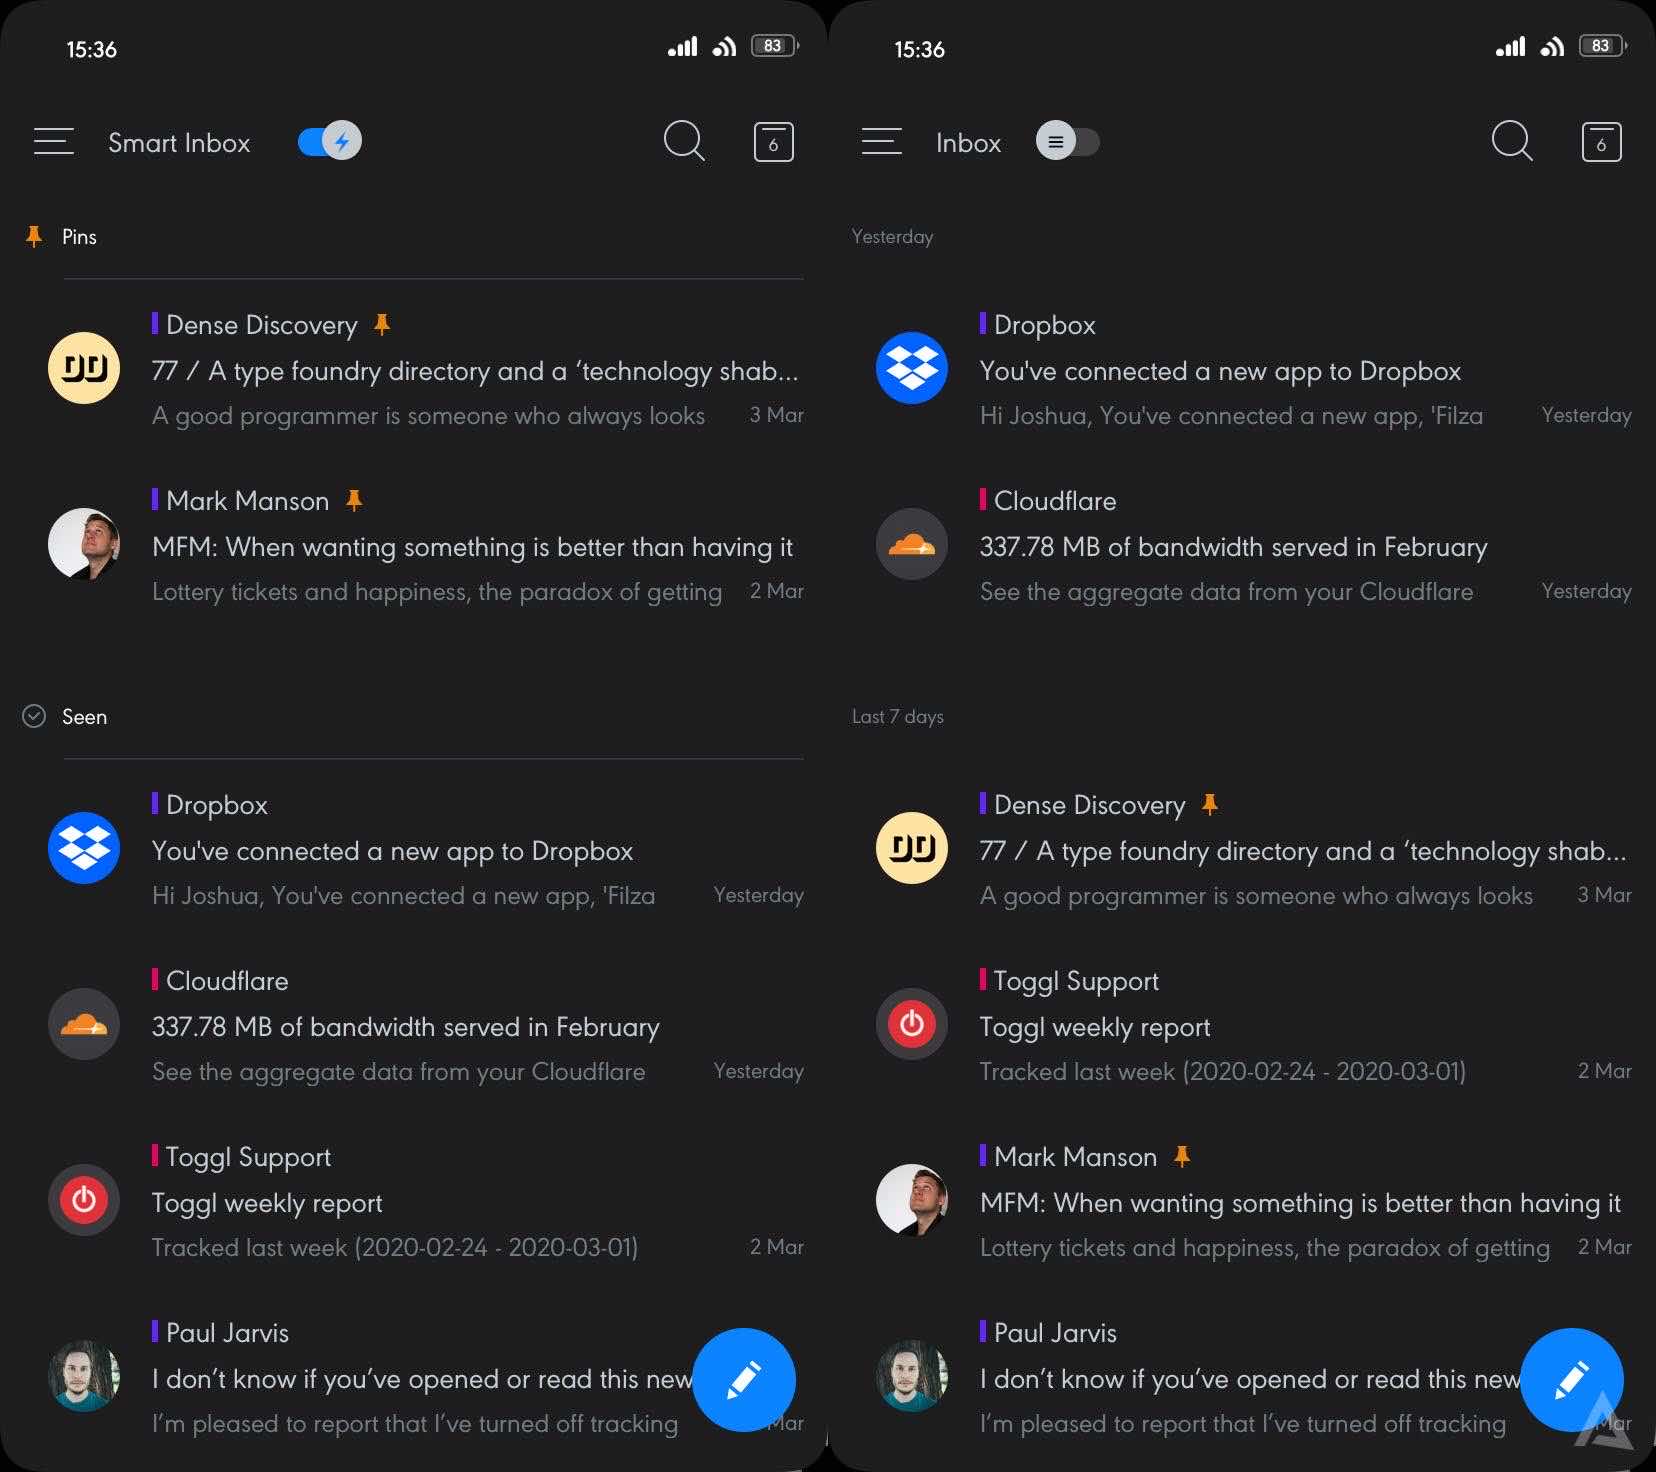 15:36
83
Smart Inbox
6
Pins
Dense Discovery
77 / A type foundry directory and a ‘technology shab...
A good programmer is someone who always looks 3 Mar
Mark Manson
MFM: When wanting something is better than having it
Lottery tickets and happiness, the paradox of getting 2 Mar
Seen
Dropbox
You've connected a new app to Dropbox
Hi Joshua, You've connected a new app, 'Filza Yesterday
Cloudflare
337.78 MB of bandwidth served in February
See the aggregate data from your Cloudflare Yesterday
Toggl Support
Toggl weekly report
Tracked last week (2020-02-24 - 2020-03-01) 2 Mar
Paul Jarvis
I don’t know if you’ve opened or read this new
I’m pleased to report that I’ve turned off tracking Mar
15:36
83
Inbox
6
Yesterday
Dropbox
You've connected a new app to Dropbox
Hi Joshua, You've connected a new app, 'Filza Yesterday
Cloudflare
337.78 MB of bandwidth served in February
See the aggregate data from your Cloudflare Yesterday
Last 7 days
Dense Discovery
77 / A type foundry directory and a ‘technology shab...
A good programmer is someone who always looks 3 Mar
Toggl Support
Toggl weekly report
Tracked last week (2020-02-24 - 2020-03-01) 2 Mar
Mark Manson
MFM: When wanting something is better than having it
Lottery tickets and happiness, the paradox of getting 2 Mar
Paul Jarvis
I don’t know if you’ve opened or read this new
I’m pleased to report that I’ve turned off tracking Mar